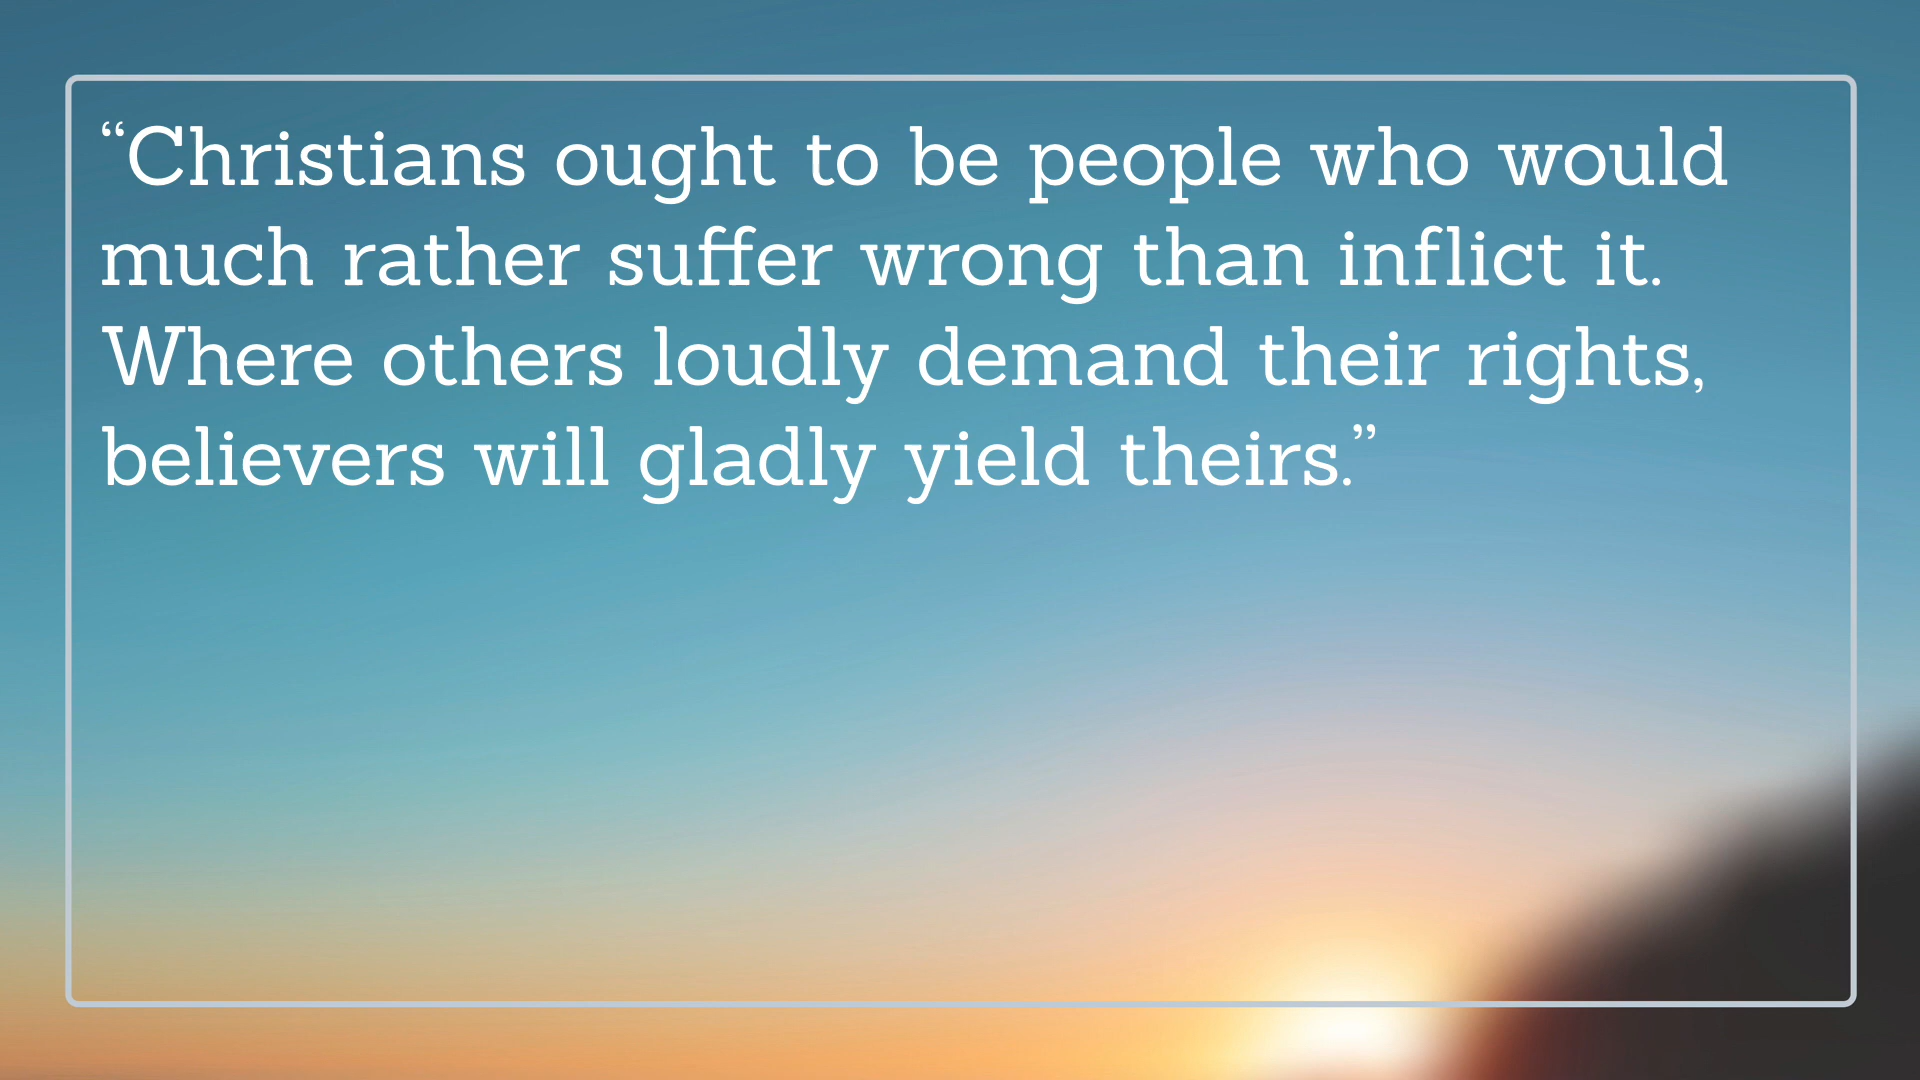 “Christians ought to be people who would
much rather suffer wrong than inflict it.
Where others loudly demand their rights,
believers will gladly yield theirs.”